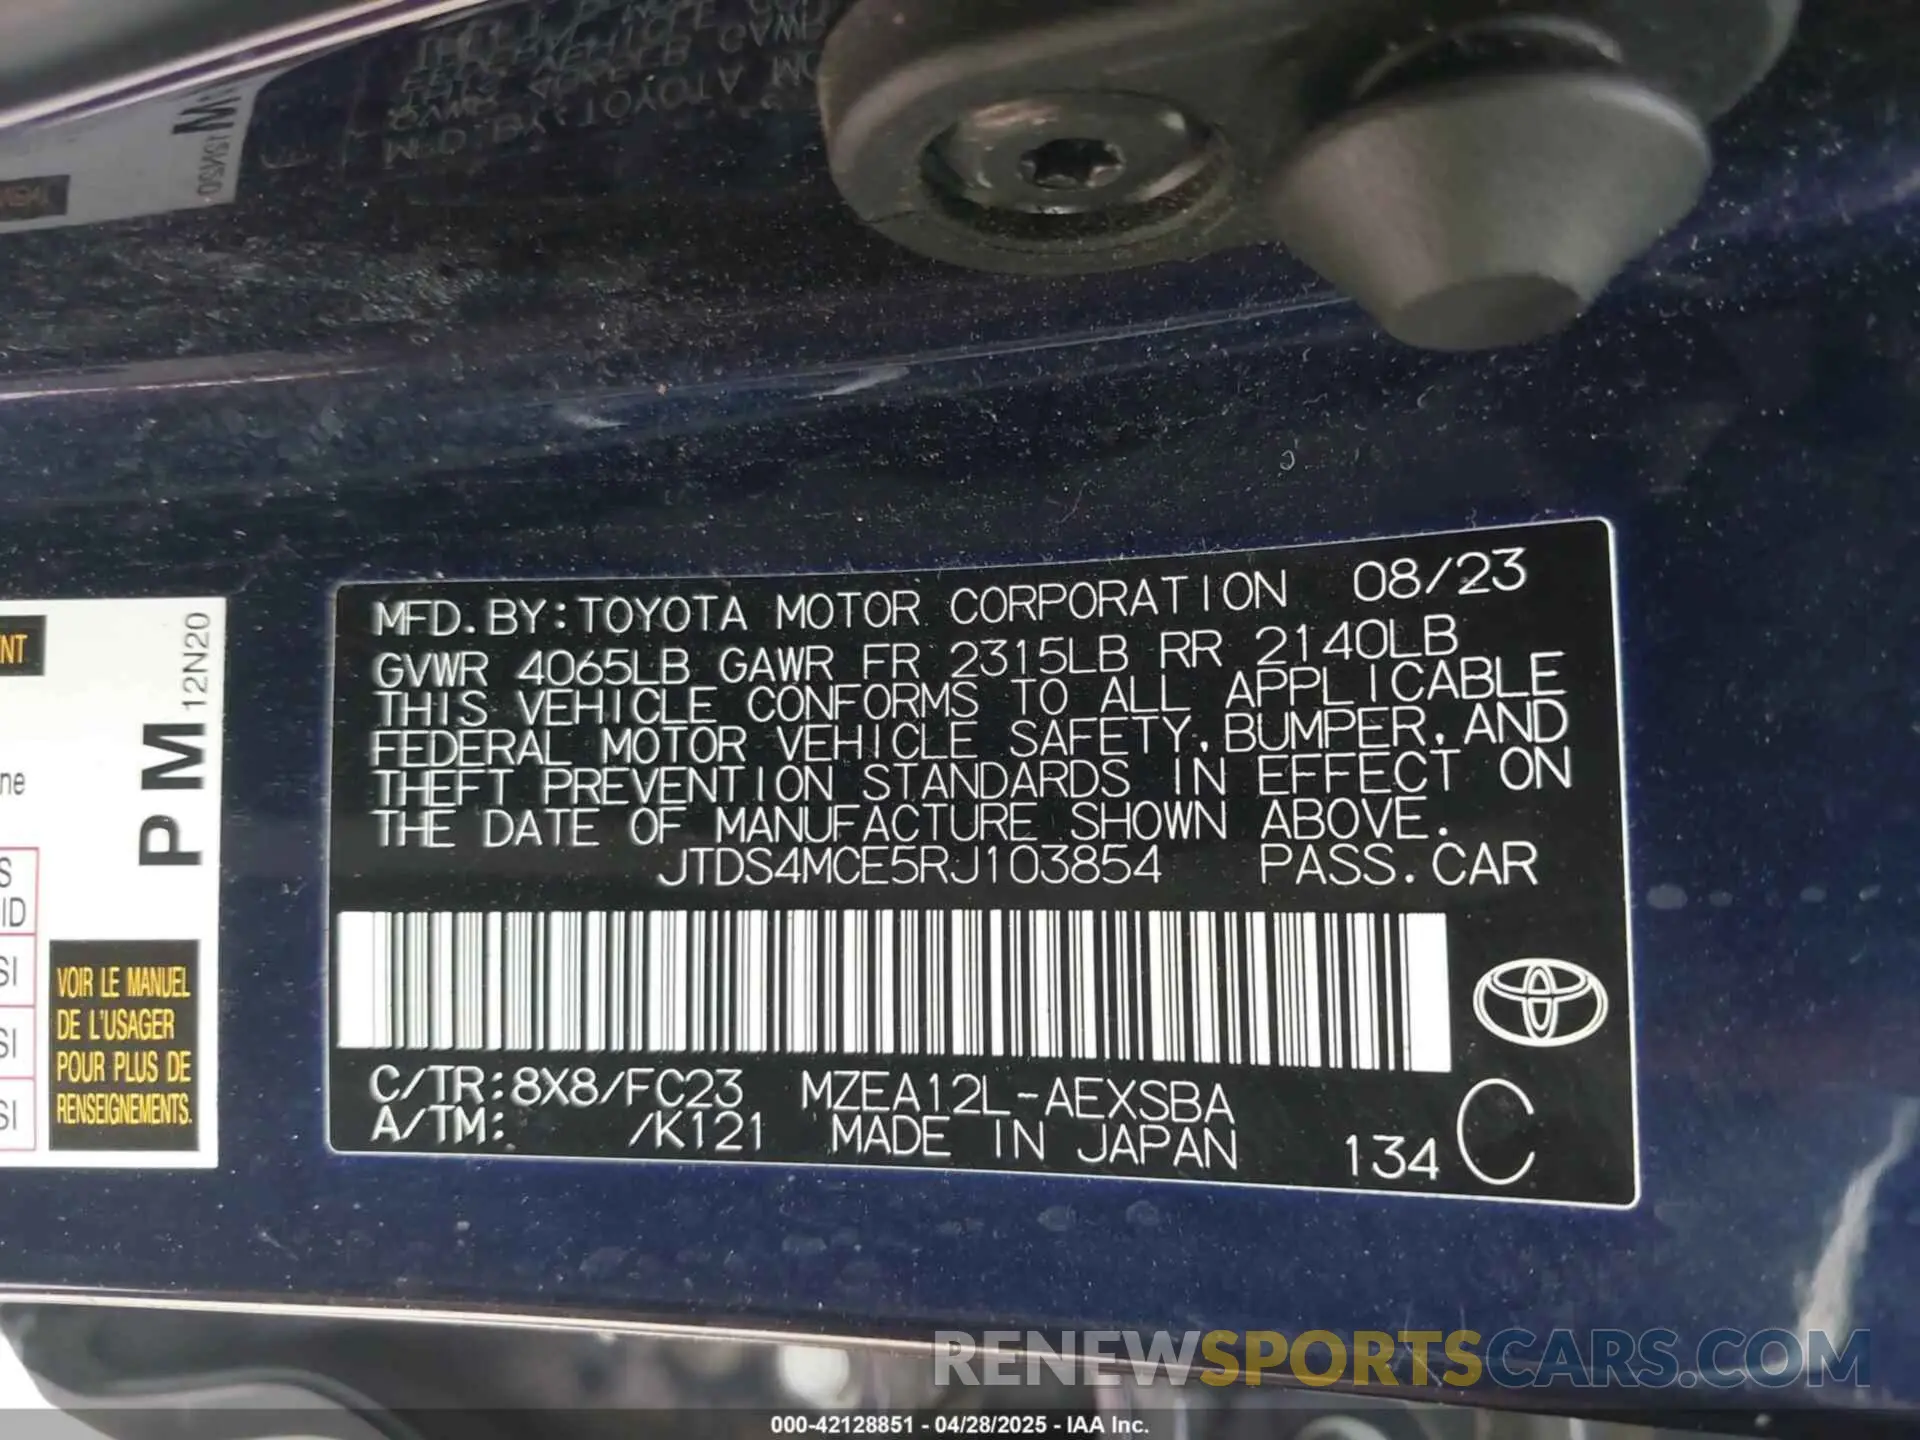 MFD. BY: TOYOTA MOTOR CORPORATION 08/23
GVWR 4065LB GAWR FR 2315LB RR 2140LB
THIS VEHICLE CONFORMS TO ALL APPLICABLE
FEDERAL MOTOR VEHICLE SAFETY, BUMPER, AND
THEFT PREVENTION STANDARDS IN EFFECT ON
THE DATE OF MANUFACTURE SHOWN ABOVE.
JTDS4MCE5RJ103854 PASS. CAR
C/TR: 8X8/FC23 MZEA12L-AEXSBA
A/TM: /K121 MADE IN JAPAN 134 C
PM 12N20
VOIR LE MANUEL
DE L'USAGER
POUR PLUS DE
RENSEIGNEMENTS.
RENEWSPORTSCARS.COM
000-42128851 - 04/28/2025 - IAA Inc.